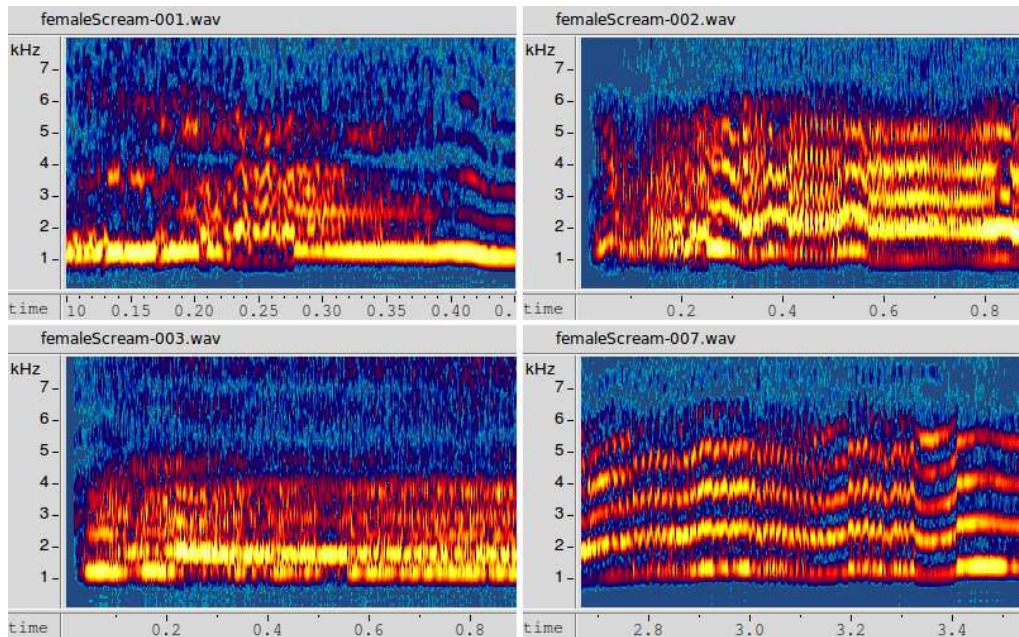 femaleScream-001.wav
kHz
7
6
5
4
3
2
1
time
10 0.15 0.20 0.25 0.30 0.35 0.40 0.
femaleScream-002.wav
kHz
7
6
5
4
3
2
1
time
0.2 0.4 0.6 0.8
femaleScream-003.wav
kHz
7
6
5
4
3
2
1
time
0.2 0.4 0.6 0.8
femaleScream-007.wav
kHz
7
6
5
4
3
2
1
time
2.8 3.0 3.2 3.4